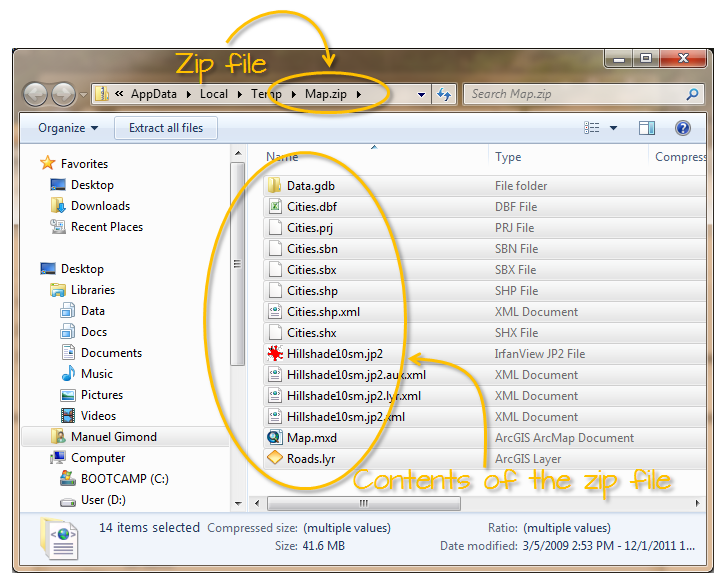 Zip file
« AppData ▸ Local ▸ Temp ▸ Map.zip ▸
Search Map.zip
Organize ▼ Extract all files
Favorites
Desktop
Downloads
Recent Places
Desktop
Libraries
Data
Docs
Documents
Music
Pictures
Videos
Manuel Gimond
Computer
BOOTCAMP (C:)
User (D:)
Name Type Compress
Data.gdb File folder
Cities.dbf DBF File
Cities.prj PRJ File
Cities.sbn SBN File
Cities.sbx SBX File
Cities.shp SHP File
Cities.shp.xml XML Document
Cities.shx SHX File
Hillshade10sm.jp2 IrfanView JP2 File
Hillshade10sm.jp2.aux.xml XML Document
Hillshade10sm.jp2.lyr.xml XML Document
Hillshade10sm.jp2.xml XML Document
Map.mxd ArcGIS ArcMap Document
Roads.lyr ArcGIS Layer
Contents of the zip file
14 items selected Compressed size: (multiple values) Ratio: (multiple values)
Size: 41.6 MB Date modified: 3/5/2009 2:53 PM - 12/1/2011 1...